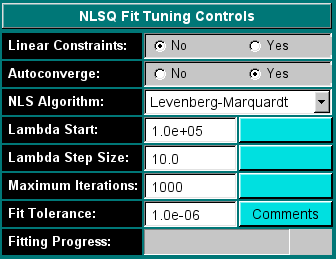 NLSQ Fit Tuning Controls
Linear Constraints: No Yes
Autoconverge: No Yes
NLS Algorithm: Levenberg-Marquardt
Lambda Start: 1.0e+05
Lambda Step Size: 10.0
Maximum Iterations: 1000
Fit Tolerance: 1.0e-06 Comments
Fitting Progress: